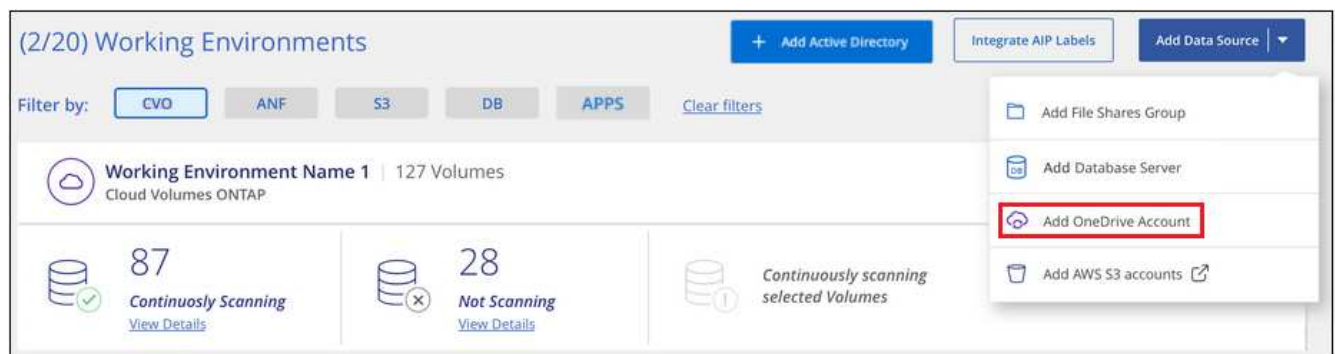 (2/20) Working Environments
+ Add Active Directory
Integrate AIP Labels
Add Data Source
Filter by:
CVO
ANF
S3
DB
APPS
Clear filters
Add File Shares Group
DB
Add Database Server
Add OneDrive Account
Add AWS S3 accounts
Working Environment Name 1 | 127 Volumes
Cloud Volumes ONTAP
87
Continuosly Scanning
View Details
28
Not Scanning
View Details
Continuously scanning
selected Volumes